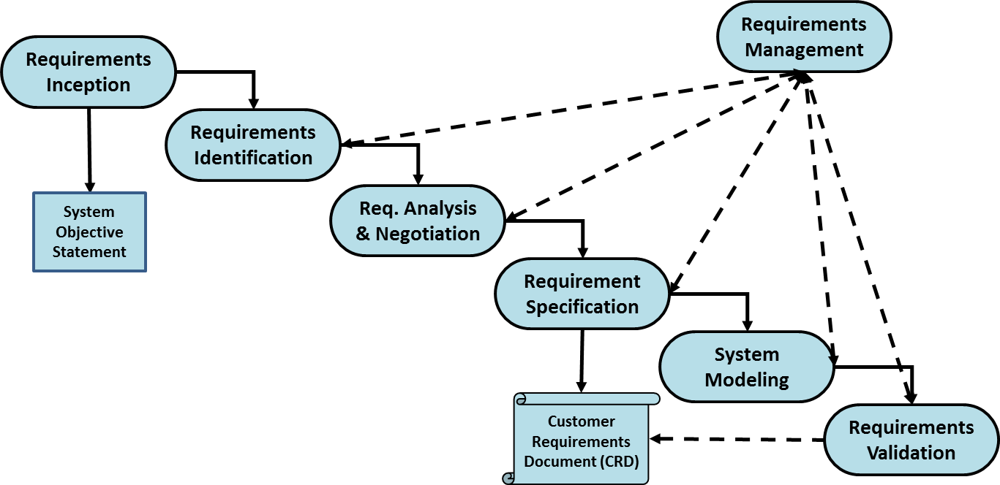 Requirements
Management
Requirements
Inception
Requirements
Identification
System
Objective
Statement
Req. Analysis
& Negotiation
Requirement
Specification
System
Modeling
Customer
Requirements
Document (CRD)
Requirements
Validation